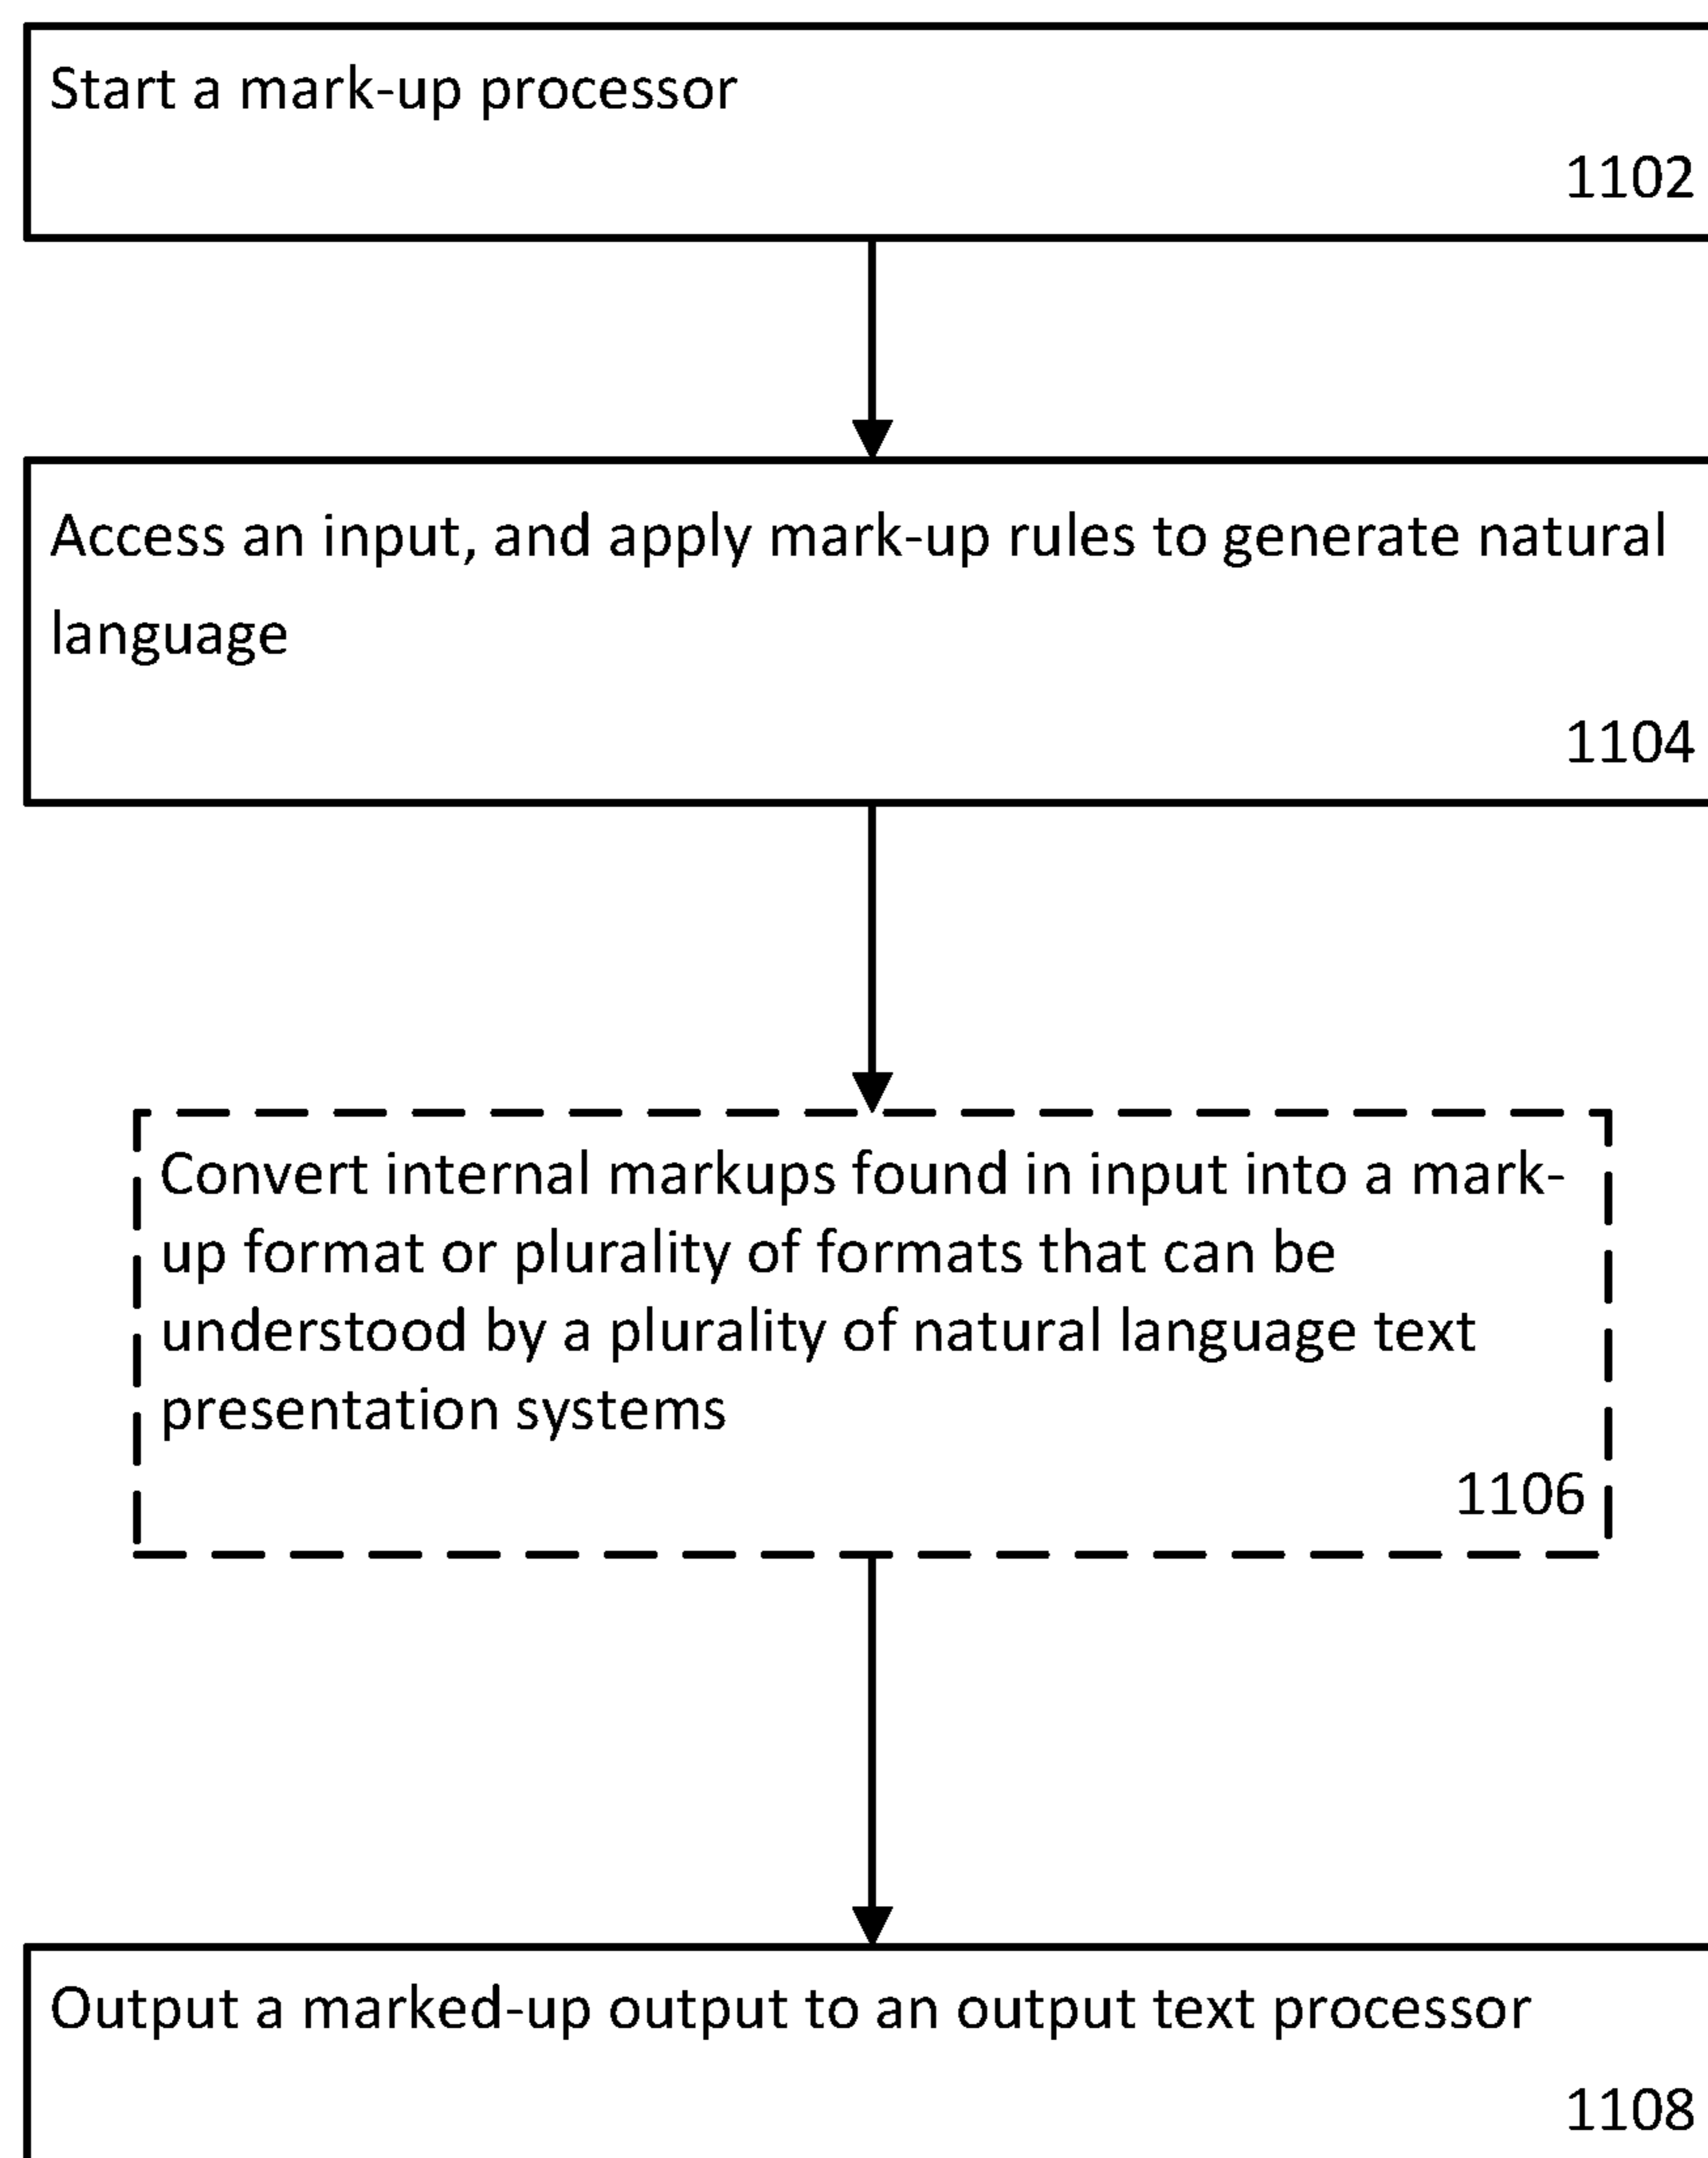 Start a mark-up processor
1102
Access an input, and apply mark-up rules to generate natural
language
1104
Convert internal markups found in input into a mark-
up format or plurality of formats that can be
understood by a plurality of natural language text
presentation systems
1106
Output a marked-up output to an output text processor
1108